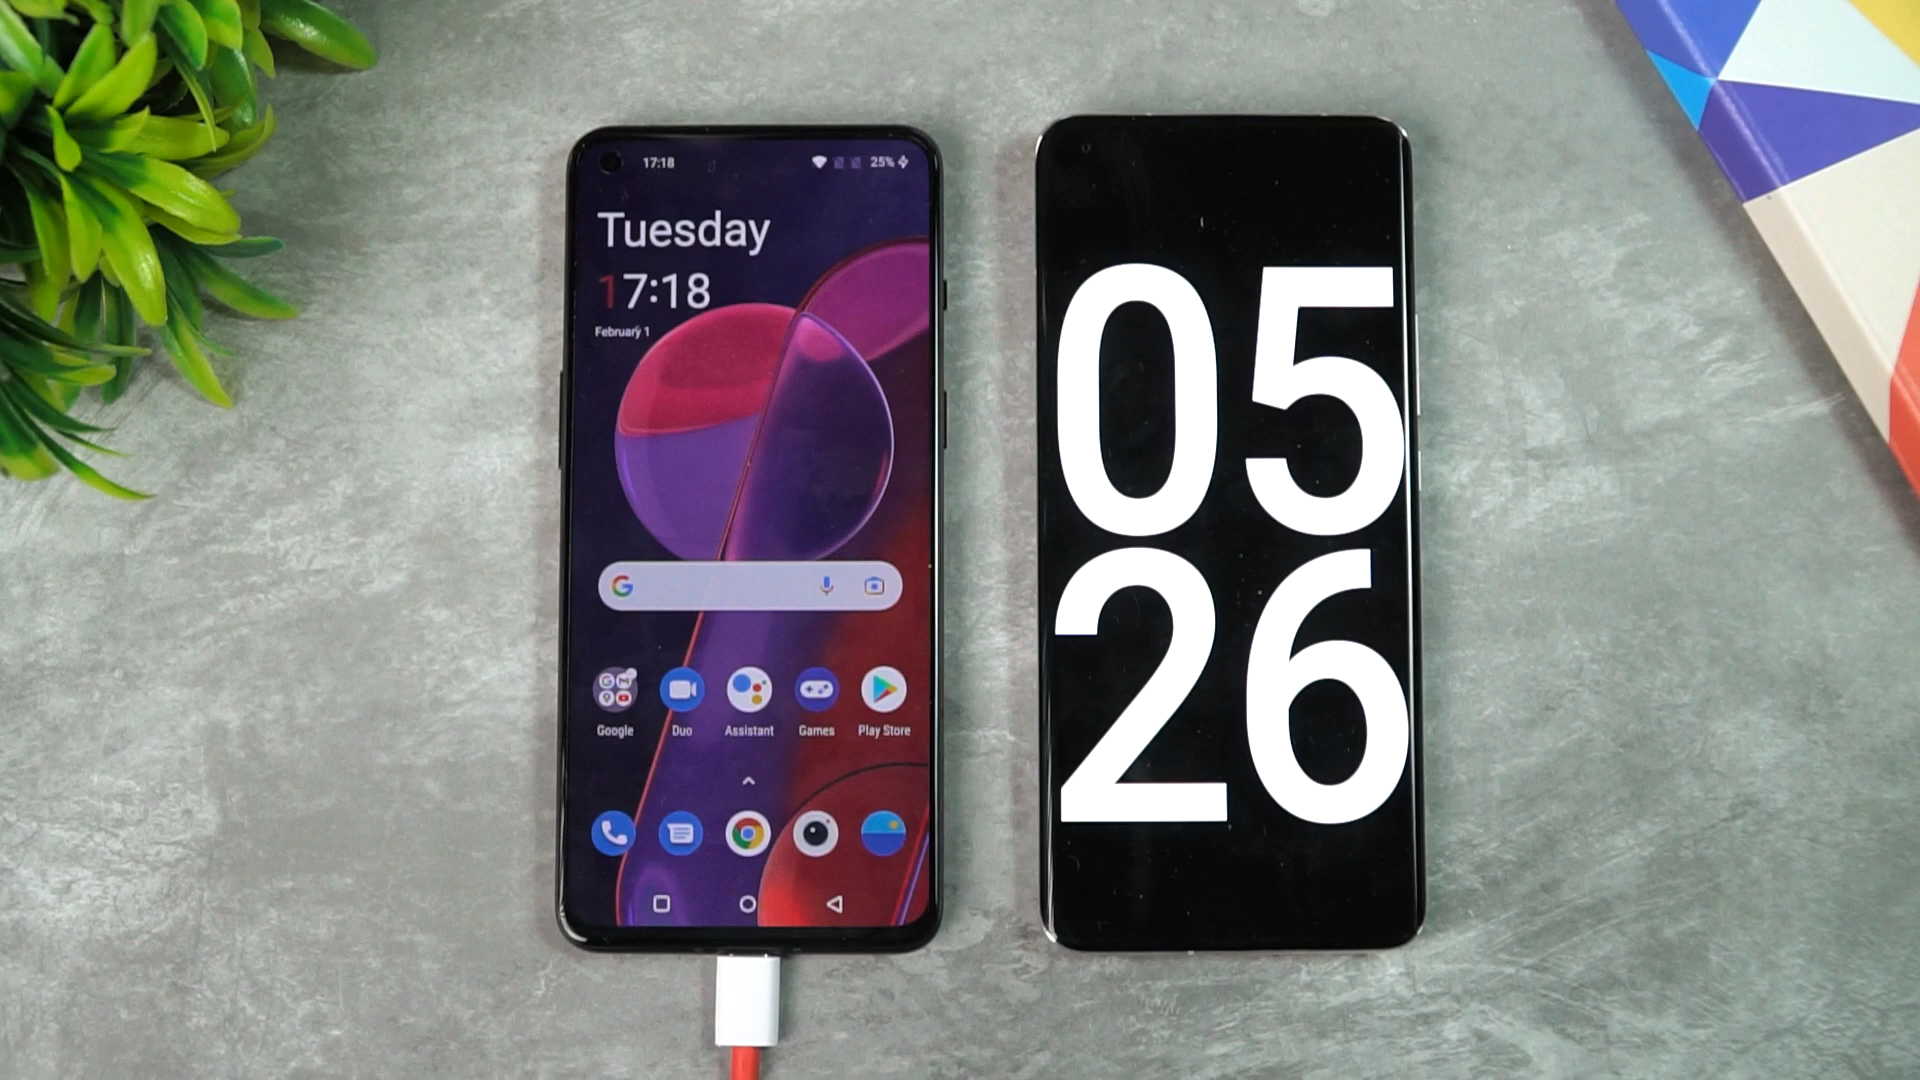 17:18
25%
Tuesday
17:18
February 1
Google
Duo
Assistant
Games
Play Store
05
26